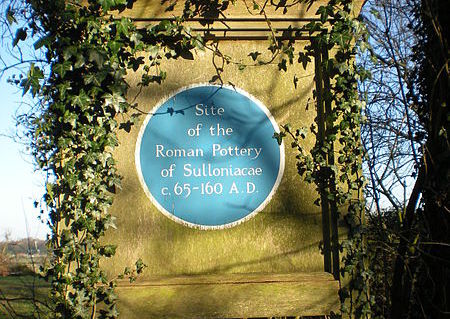 Site
of the
Roman Pottery
of Sulloniacae
c. 65-160 A.D.